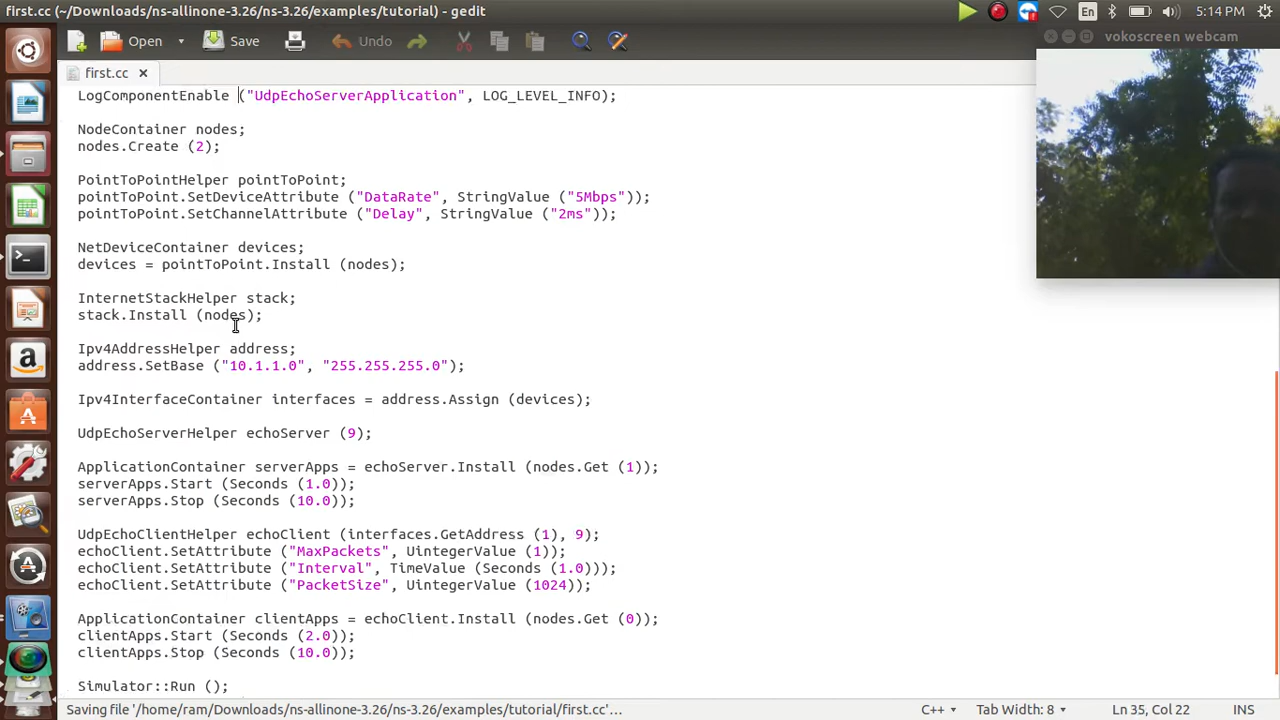 first.cc (~/Downloads/ns-allinone-3.26/ns-3.26/examples/tutorial) - gedit
En
5:14 PM
Open
Save
Undo
vokoscreen webcam
first.cc
LogComponentEnable ("UdpEchoServerApplication", LOG_LEVEL_INFO);
NodeContainer nodes;
nodes.Create (2);
PointToPointHelper pointToPoint;
pointToPoint.SetDeviceAttribute ("DataRate", StringValue ("5Mbps"));
pointToPoint.SetChannelAttribute ("Delay", StringValue ("2ms"));
NetDeviceContainer devices;
devices = pointToPoint.Install (nodes);
InternetStackHelper stack;
stack.Install (nodes);
Ipv4AddressHelper address;
address.SetBase ("10.1.1.0", "255.255.255.0");
Ipv4InterfaceContainer interfaces = address.Assign (devices);
UdpEchoServerHelper echoServer (9);
ApplicationContainer serverApps = echoServer.Install (nodes.Get (1));
serverApps.Start (Seconds (1.0));
serverApps.Stop (Seconds (10.0));
UdpEchoClientHelper echoClient (interfaces.GetAddress (1), 9);
echoClient.SetAttribute ("MaxPackets", UintegerValue (1));
echoClient.SetAttribute ("Interval", TimeValue (Seconds (1.0)));
echoClient.SetAttribute ("PacketSize", UintegerValue (1024));
ApplicationContainer clientApps = echoClient.Install (nodes.Get (0));
clientApps.Start (Seconds (2.0));
clientApps.Stop (Seconds (10.0));
Simulator::Run ();
Saving file '/home/ram/Downloads/ns-allinone-3.26/ns-3.26/examples/tutorial/first.cc'...
C++
Tab Width: 8
Ln 35, Col 22
INS